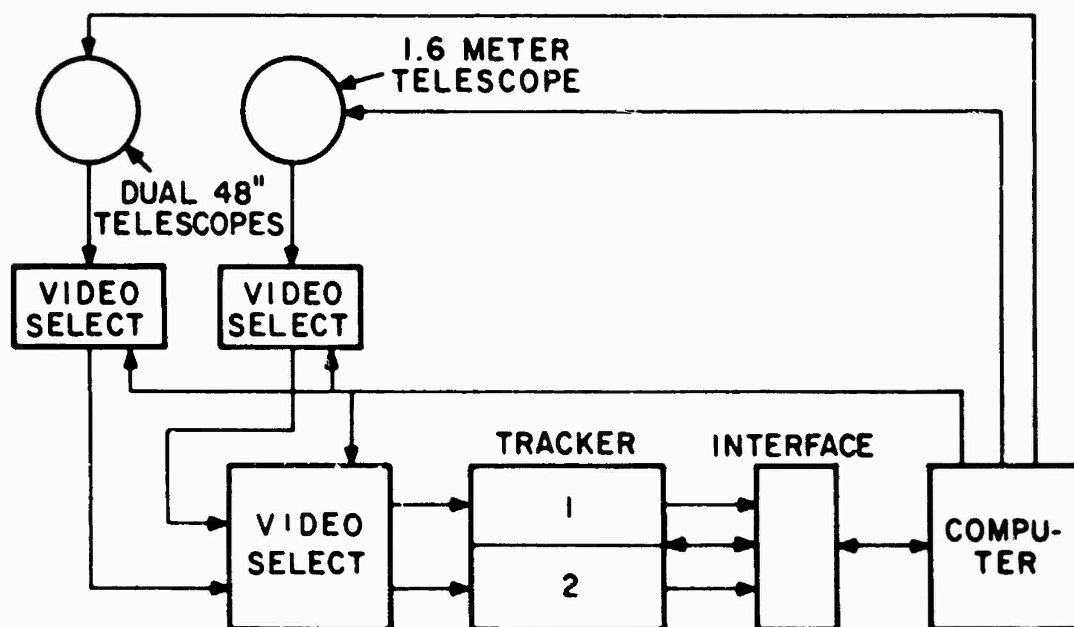 1.6 METER
TELESCOPE
DUAL 48"
TELESCOPES
VIDEO
SELECT
VIDEO
SELECT
TRACKER
INTERFACE
VIDEO
SELECT
1
2
COMPU-
TER